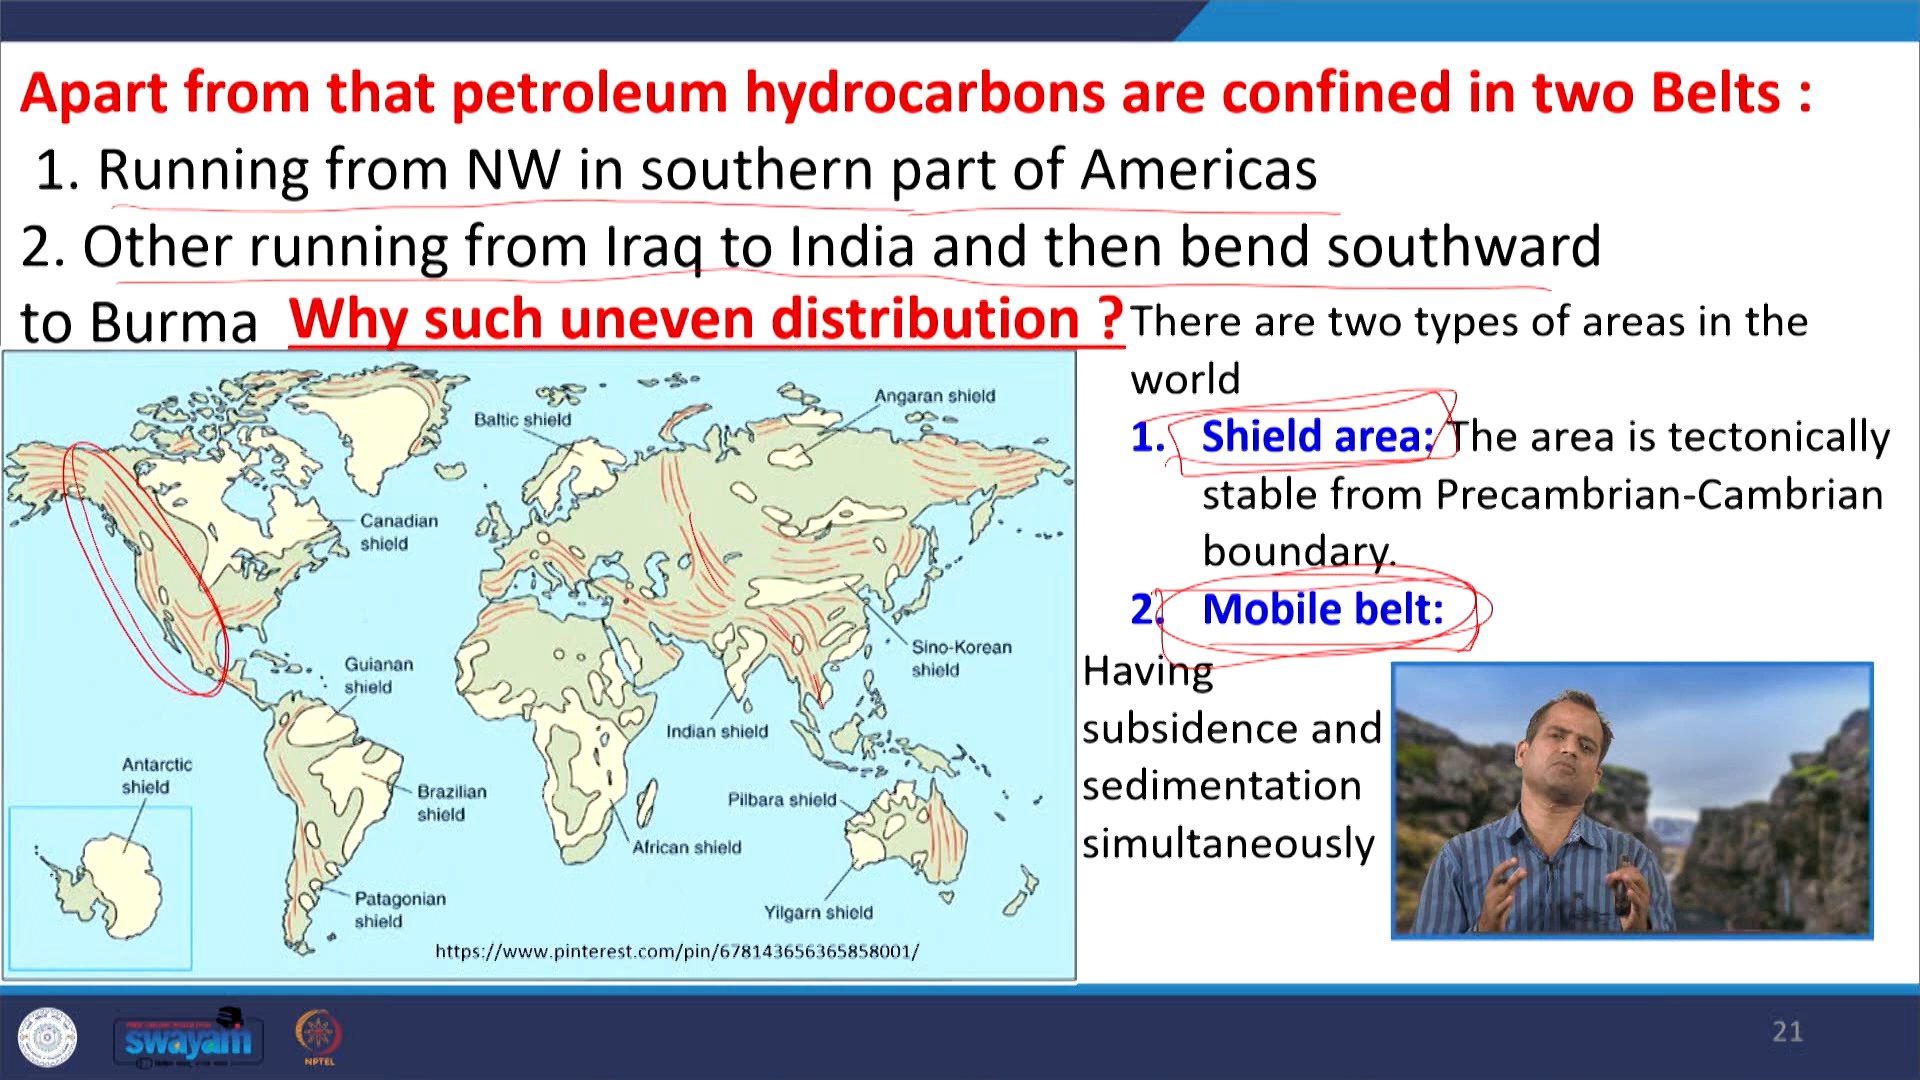 Apart from that petroleum hydrocarbons are confined in two Belts :
1. Running from NW in southern part of Americas
2. Other running from Iraq to India and then bend southward
to Burma Why such uneven distribution ?
There are two types of areas in the
world
1. Shield area: The area is tectonically
stable from Precambrian-Cambrian
boundary.
2. Mobile belt:
Having
subsidence and
sedimentation
simultaneously
Angaran shield
Baltic shield
Canadian
shield
Sino-Korean
shield
Guianan
shield
Indian shield
Antarctic
shield
Brazilian
shield
Pilbara shield
African shield
Patagonian
shield
Yilgarn shield
https://www.pinterest.com/pin/678143656365858001/
swayam
NPTEL
21